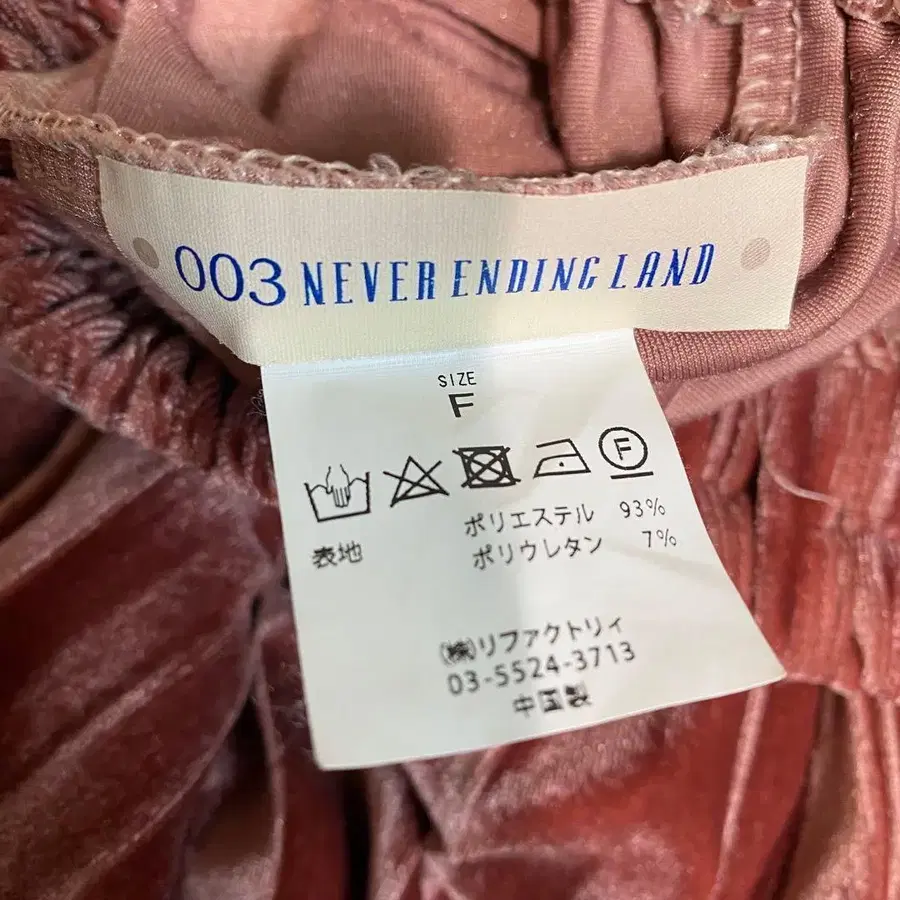 003 NEVER ENDING LAND
SIZE
F
F
表地 ポリエステル 93%
ポリウレタン 7%
(株)リファクトリィ
03-5524-3713
中国製